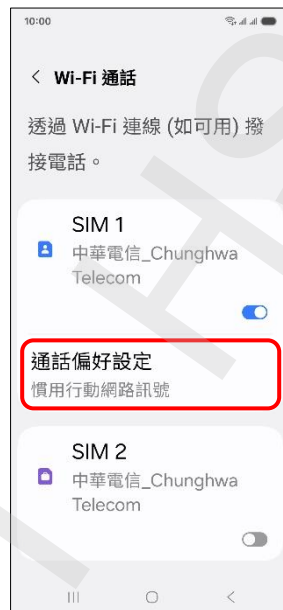 10:00
Wi-Fi 通話
透過 Wi-Fi 連線 (如可用) 撥
接電話。
SIM 1
中華電信_Chunghwa
Telecom
通話偏好設定
慣用行動網路訊號
SIM 2
中華電信_Chunghwa
Telecom